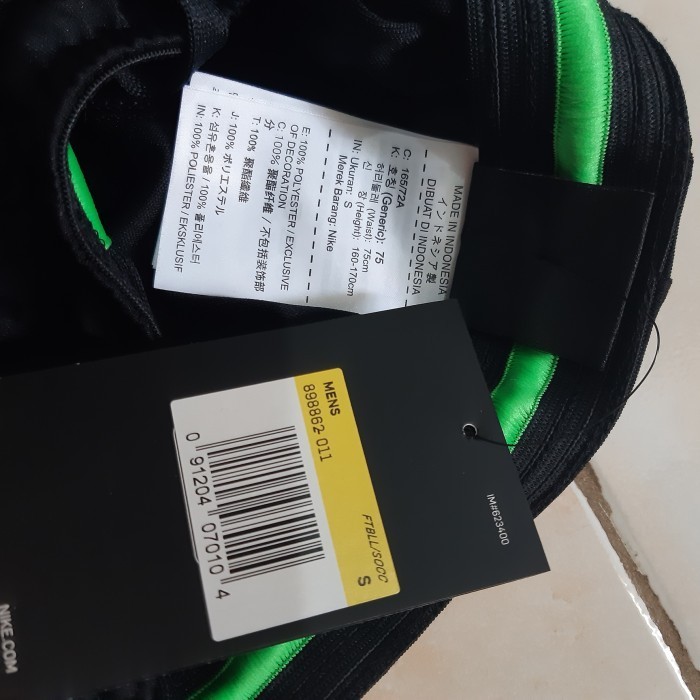 MADE IN INDONESIA
インドネシア製
DIBUAT DI INDONESIA
C: 165/72A
K: 호칭 (Generic): 75
허리둘레 (Waist): 75cm
신 장 (Height): 160-170cm
IN: Ukuran: S
Merek Barang: Nike
E: 100% POLYESTER / EXCLUSIVE
OF DECORATION
C: 100% 聚酯纤维，不包括装饰部
分
T: 100% 聚酯纖維
J: 100% ポリエステル
K: 섬유혼용율 / 100% 폴리에스터
IN: 100% POLIESTER / EKSKLUSIF
MENS
898862 011
FTBLL/SOCC
S
0 91204 07010 4
IM#623400
NIKE.COM